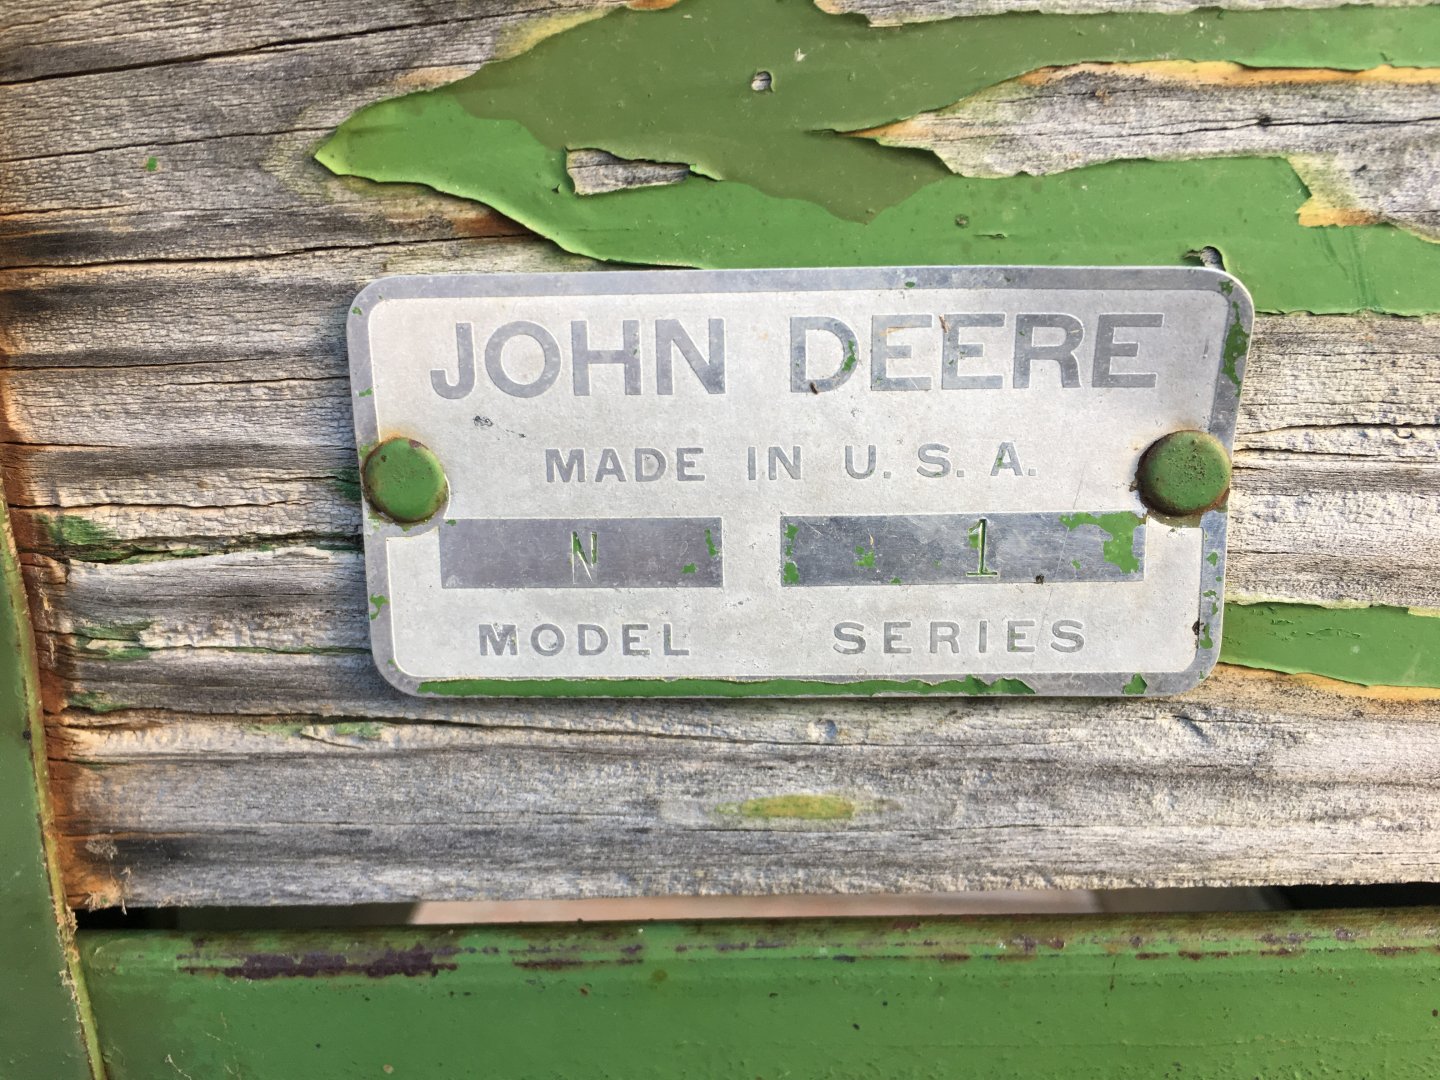 JOHN DEERE
MADE IN U. S. A.
N 1
MODEL SERIES